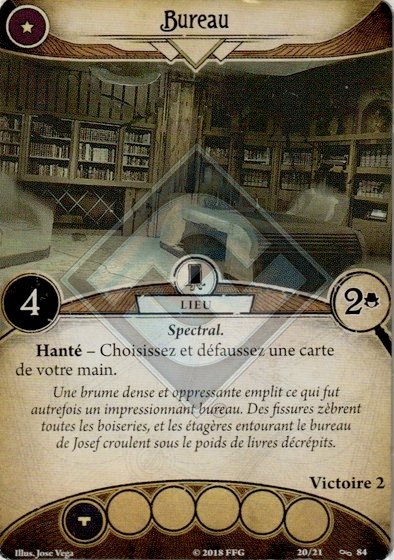 Bureau
4
LIEU
2
Spectral.
Hanté – Choisissez et défaussez une carte
de votre main.
Une brume dense et oppressante emplit ce qui fut
autrefois un impressionnant bureau. Des fissures zèbrent
toutes les boiseries, et les étagères entourant le bureau
de Josef croulent sous le poids de livres décrépits.
Victoire 2
Illus. Jose Vega
© 2018 FFG
20/21
84